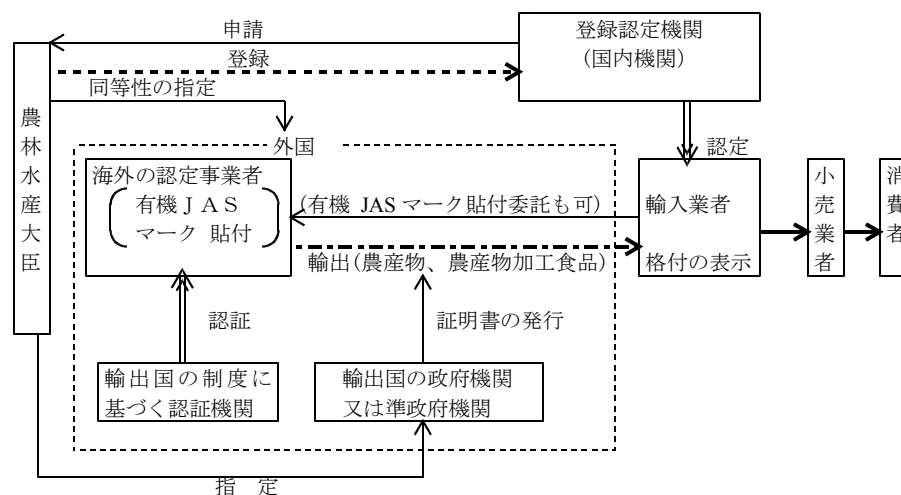 申請
登録認定機関
(国内機関)
登録
同等性の指定
農林水産大臣
外国
認定
海外の認定事業者
有機ＪＡＳ
マーク 貼付
(有機 JAS マーク貼付委託も可)
輸入業者
格付の表示
小売業者
消費者
輸出(農産物、農産物加工食品)
認証
証明書の発行
輸出国の制度に
基づく認証機関
輸出国の政府機関
又は準政府機関
指　定